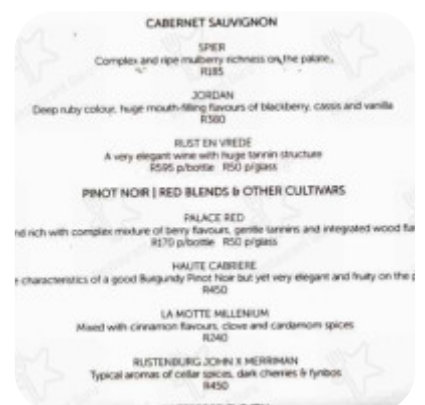 CABERNET SAUVIGNON
SPIER
Complex and ripe mulberry richness on the palate.
R185
JORDAN
Deep ruby colour, huge mouth-filling flavours of blackberry, cassis and vanilla
R380
RUST EN VREDE
A very elegant wine with huge tannin structure
R595 p/bottle R50 p/glass
PINOT NOIR | RED BLENDS & OTHER CULTIVARS
PALACE RED
nd rich with complex mixture of berry flavours, gentle tannins and integrated wood fla
R170 p/bottle R50 p/glass
HAUTE CABRIERE
e characteristics of a good Burgundy Pinot Noir but yet very elegant and fruity on the p
R450
LA MOTTE MILLENIUM
Mixed with cinnamon flavours, clove and cardamom spices
R240
RUSTENBURG JOHN X MERRIMAN
Typical aromas of cellar spices, dark cherries & fynbos
R450